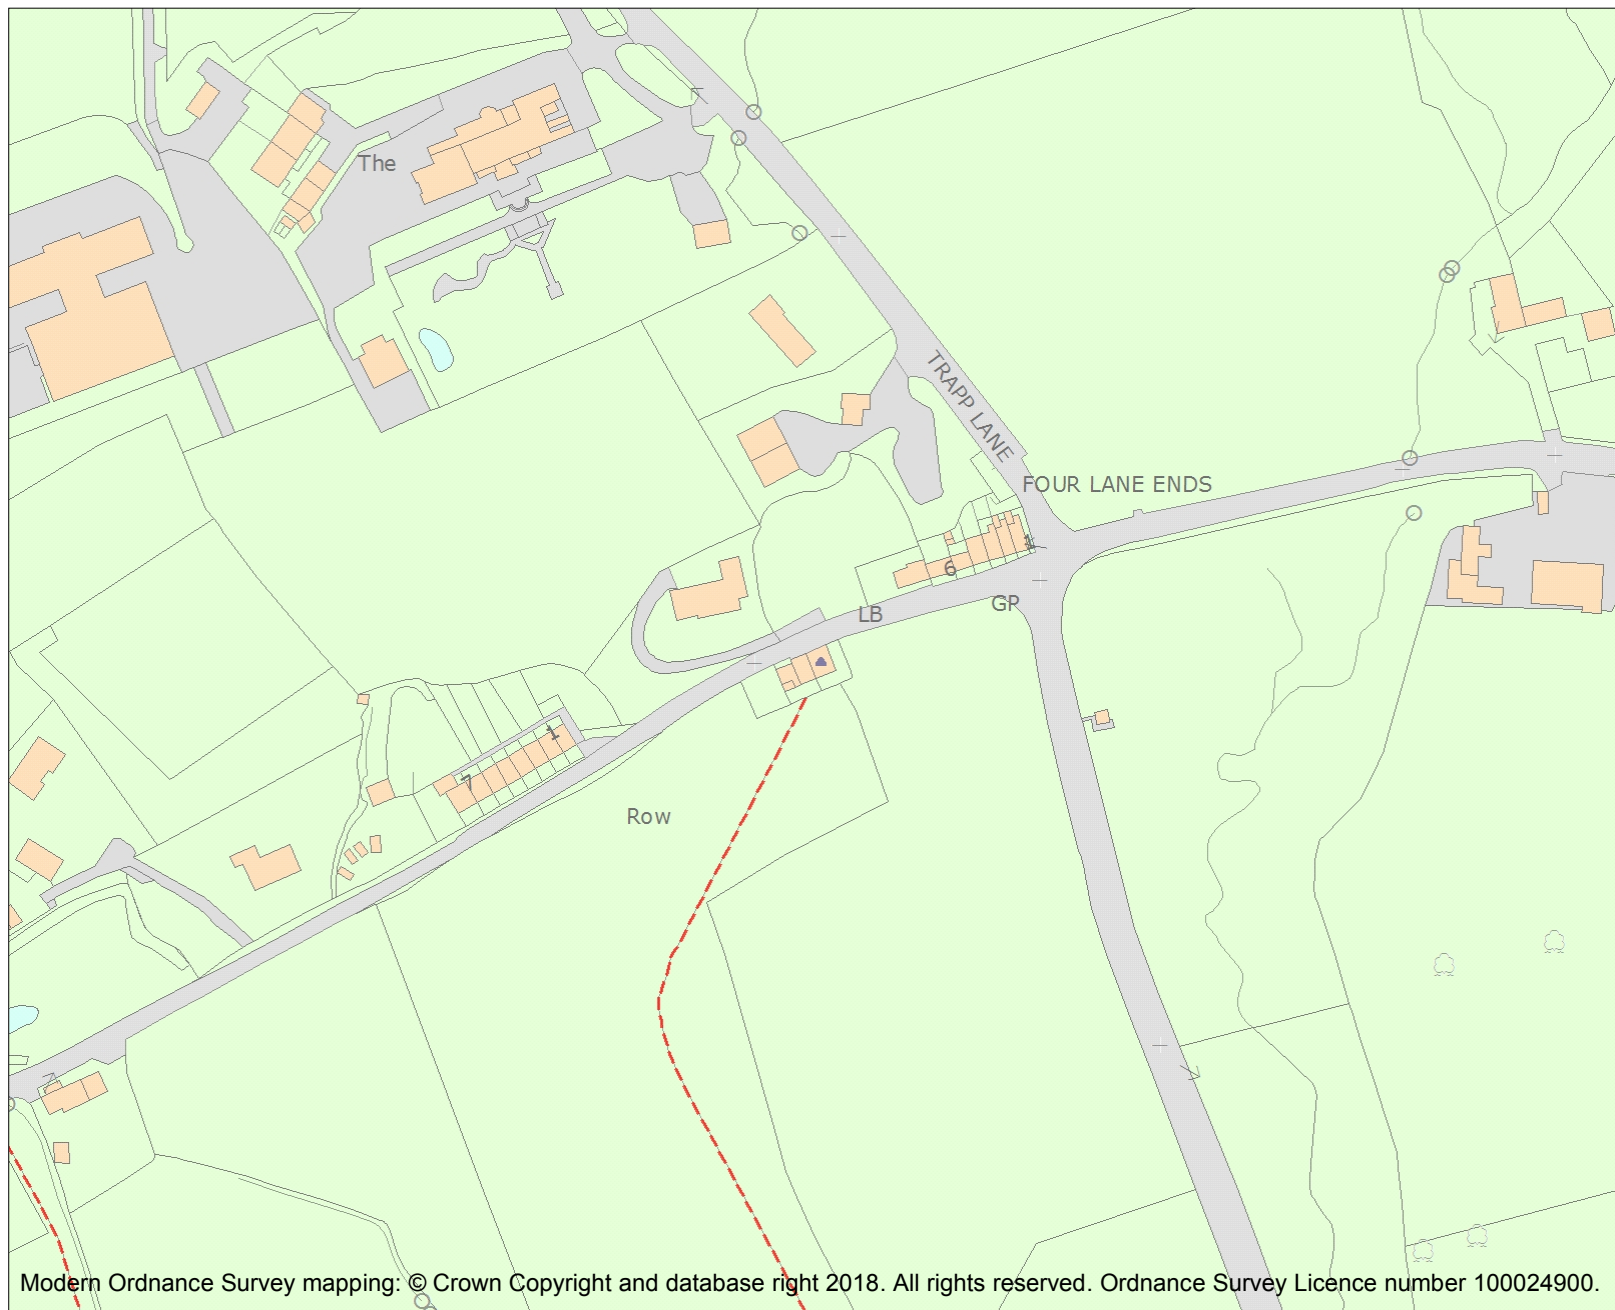 The
TRAPP LANE
FOUR LANE ENDS
1
6
GP
LB
1
7
Row
Modern Ordnance Survey mapping: © Crown Copyright and database right 2018. All rights reserved. Ordnance Survey Licence number 100024900.